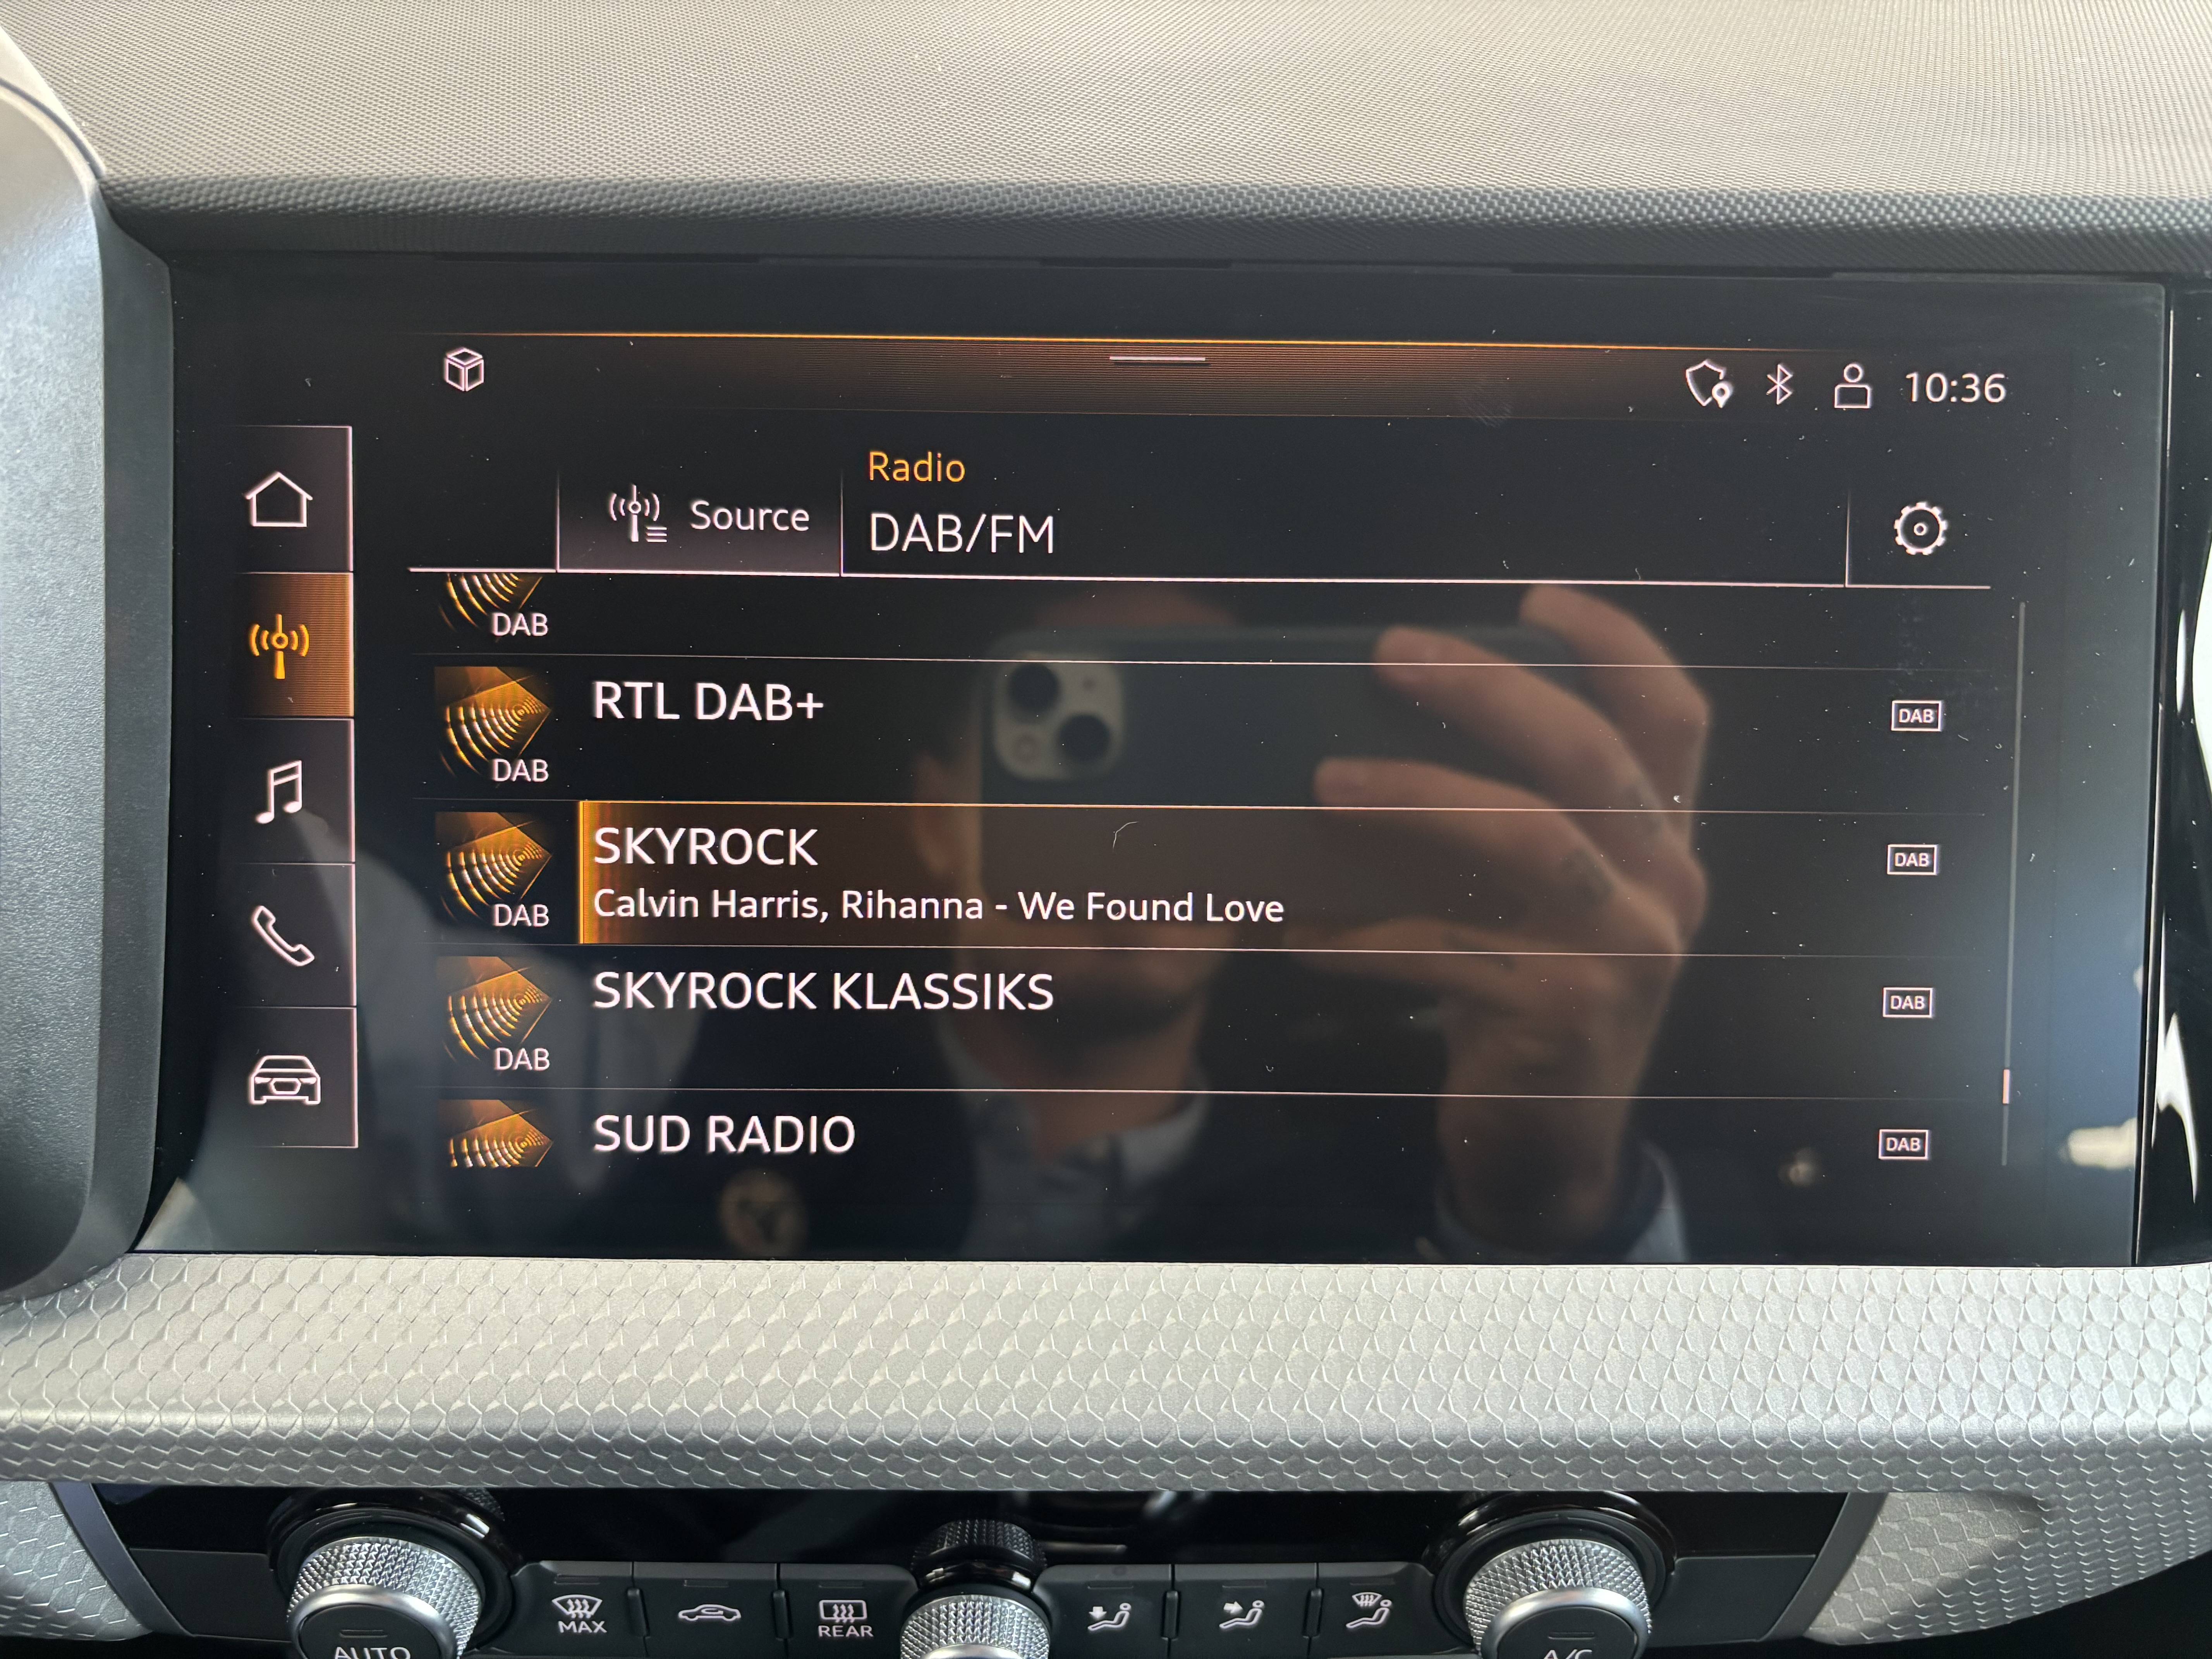 10:36
Radio
Source
DAB/FM
DAB
RTL DAB+
DAB
DAB
SKYROCK
DAB
Calvin Harris, Rihanna - We Found Love
DAB
SKYROCK KLASSIKS
DAB
DAB
SUD RADIO
DAB
MAX
REAR
AUTO
A/C